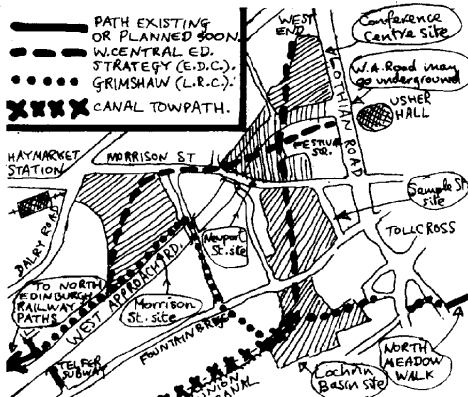 PATH EXISTING
OR PLANNED SOON.
W. CENTRAL ED.
STRATEGY (E.D.C.).
GRIMSHAW (L.R.C.).
CANAL TOWPATH.
WEST
END
Conference
Centre site
W.A. Road may
go underground
LOTHIAN ROAD
USHER
HALL
HAYMARKET
STATION
MORRISON ST
FESTIVAL
SQ.
DALRY ROAD
Semple St
site
TOLLCROSS
Newport
St. site
TO NORTH
EDINBURGH
RAILWAY
PATHS
WEST APPROACH RD.
Morrison
St. site
FOUNTAINBRIDGE
TELFER
SUBWAY
UNION
CANAL
Lochrin
Basin site
NORTH
MEADOW
WALK